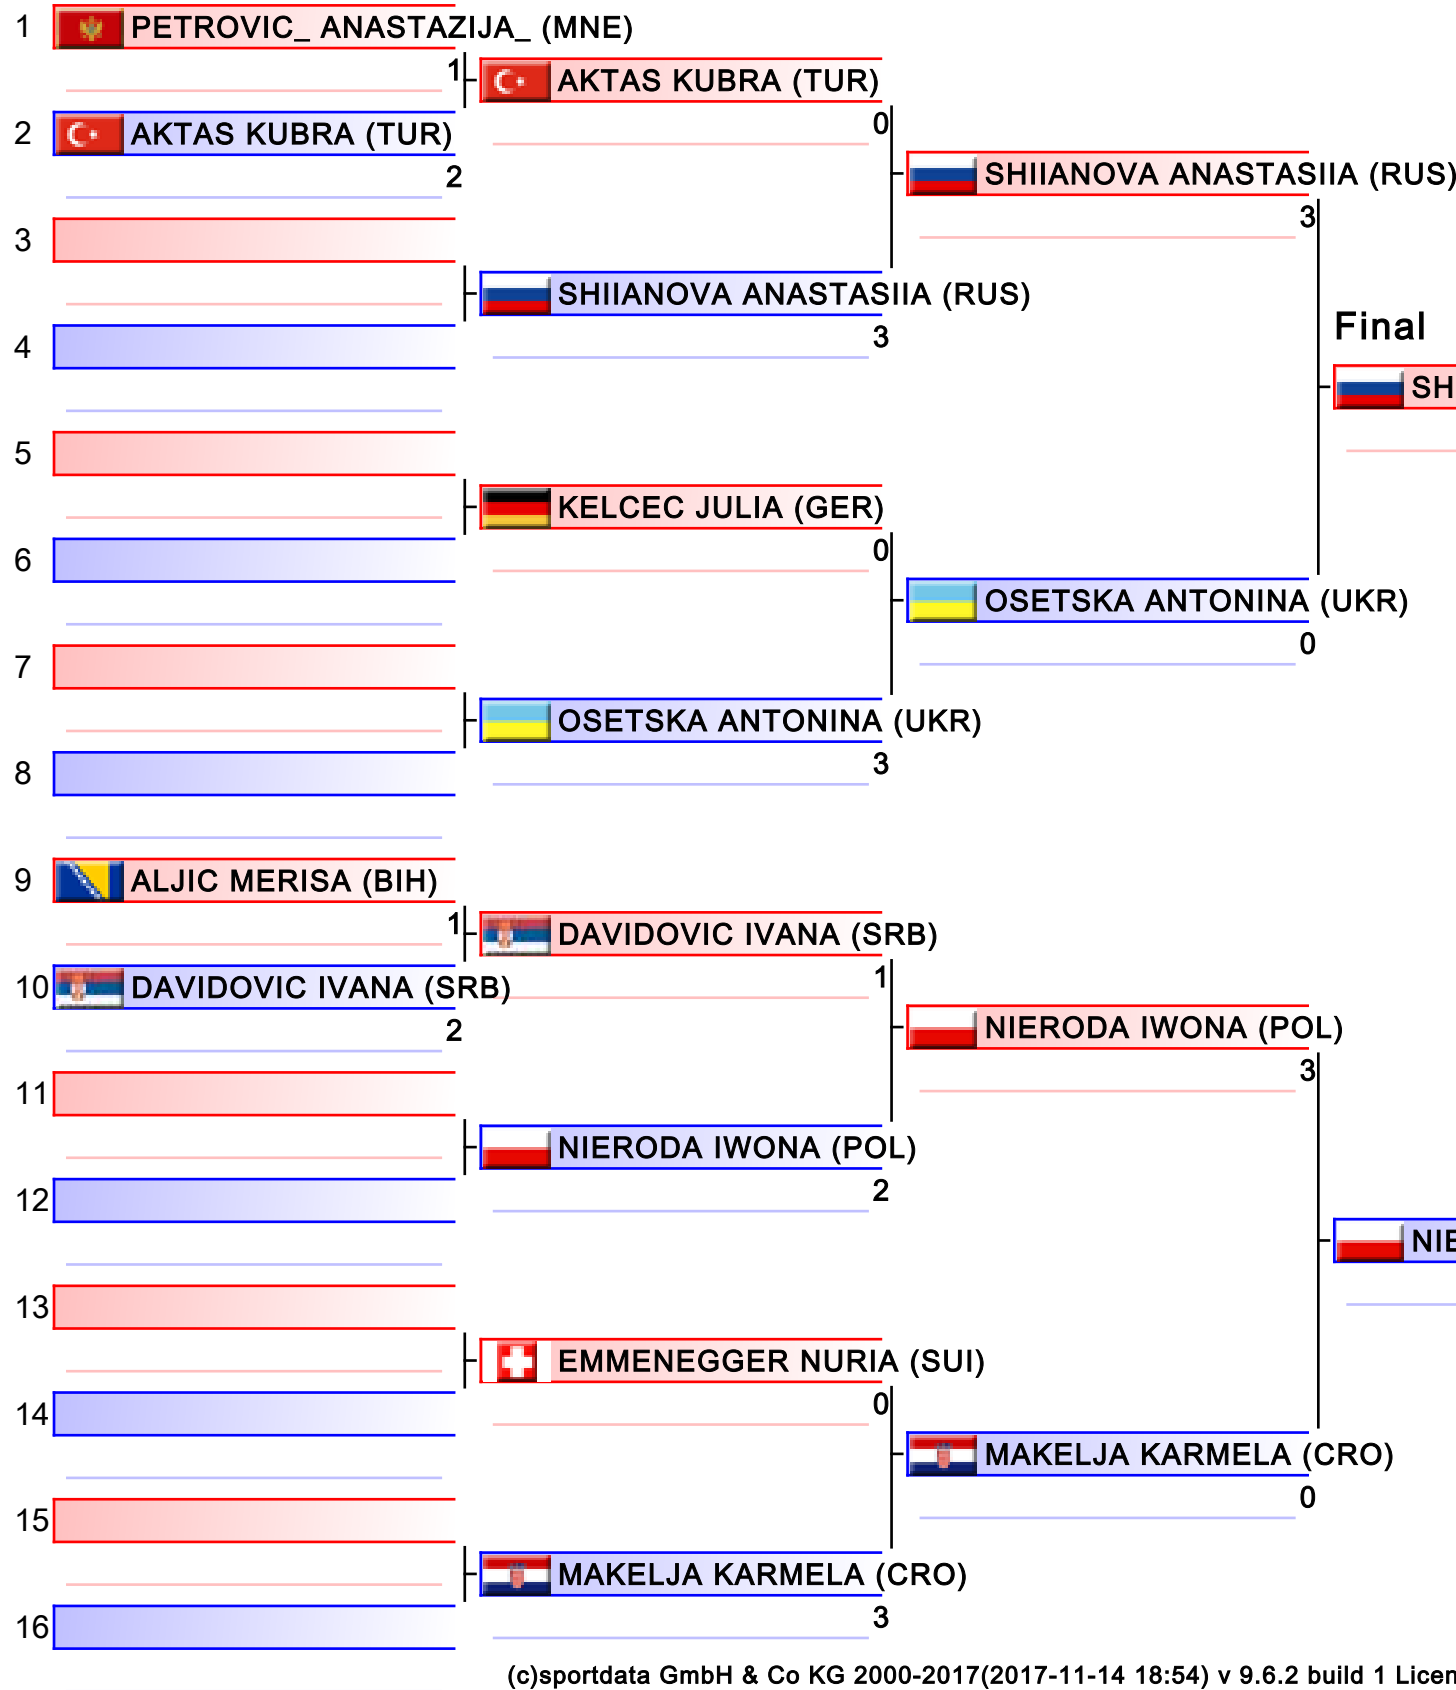 1 PETROVIC_ ANASTAZIJA_ (MNE)
1 AKTAS KUBRA (TUR)
0
2 AKTAS KUBRA (TUR)
2
SHIIANOVA ANASTASIIA (RUS)
3
3
SHIIANOVA ANASTASIIA (RUS)
3
4
Final
SH
5
KELCEC JULIA (GER)
0
6
OSETSKA ANTONINA (UKR)
0
7
OSETSKA ANTONINA (UKR)
3
8
9 ALJIC MERISA (BIH)
1 DAVIDOVIC IVANA (SRB)
1
10 DAVIDOVIC IVANA (SRB)
2
NIERODA IWONA (POL)
3
11
NIERODA IWONA (POL)
2
12
NIE
13
EMMENEGGER NURIA (SUI)
0
14
MAKELJA KARMELA (CRO)
0
15
MAKELJA KARMELA (CRO)
3
16
(c)sportdata GmbH & Co KG 2000-2017(2017-11-14 18:54) v 9.6.2 build 1 Licen